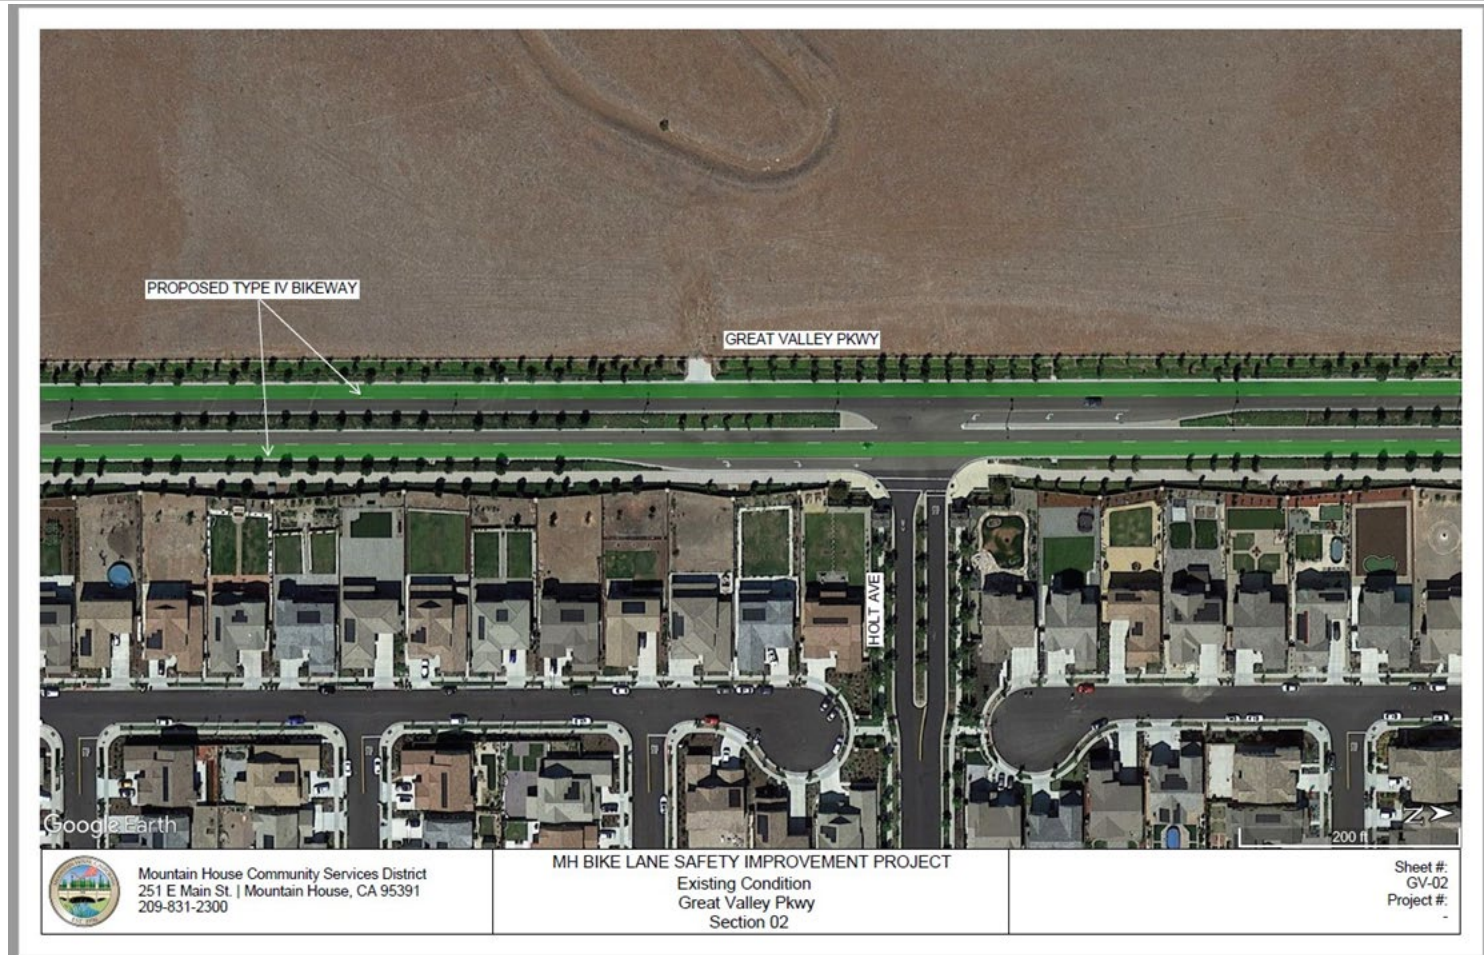 PROPOSED TYPE IV BIKEWAY
GREAT VALLEY PKWY
HOLT AVE
Google Earth
Z
200 ft
Mountain House Community Services District
251 E Main St. | Mountain House, CA 95391
209-831-2300
MH BIKE LANE SAFETY IMPROVEMENT PROJECT
Existing Condition
Great Valley Pkwy
Section 02
Sheet #:
GV-02
Project #:
-